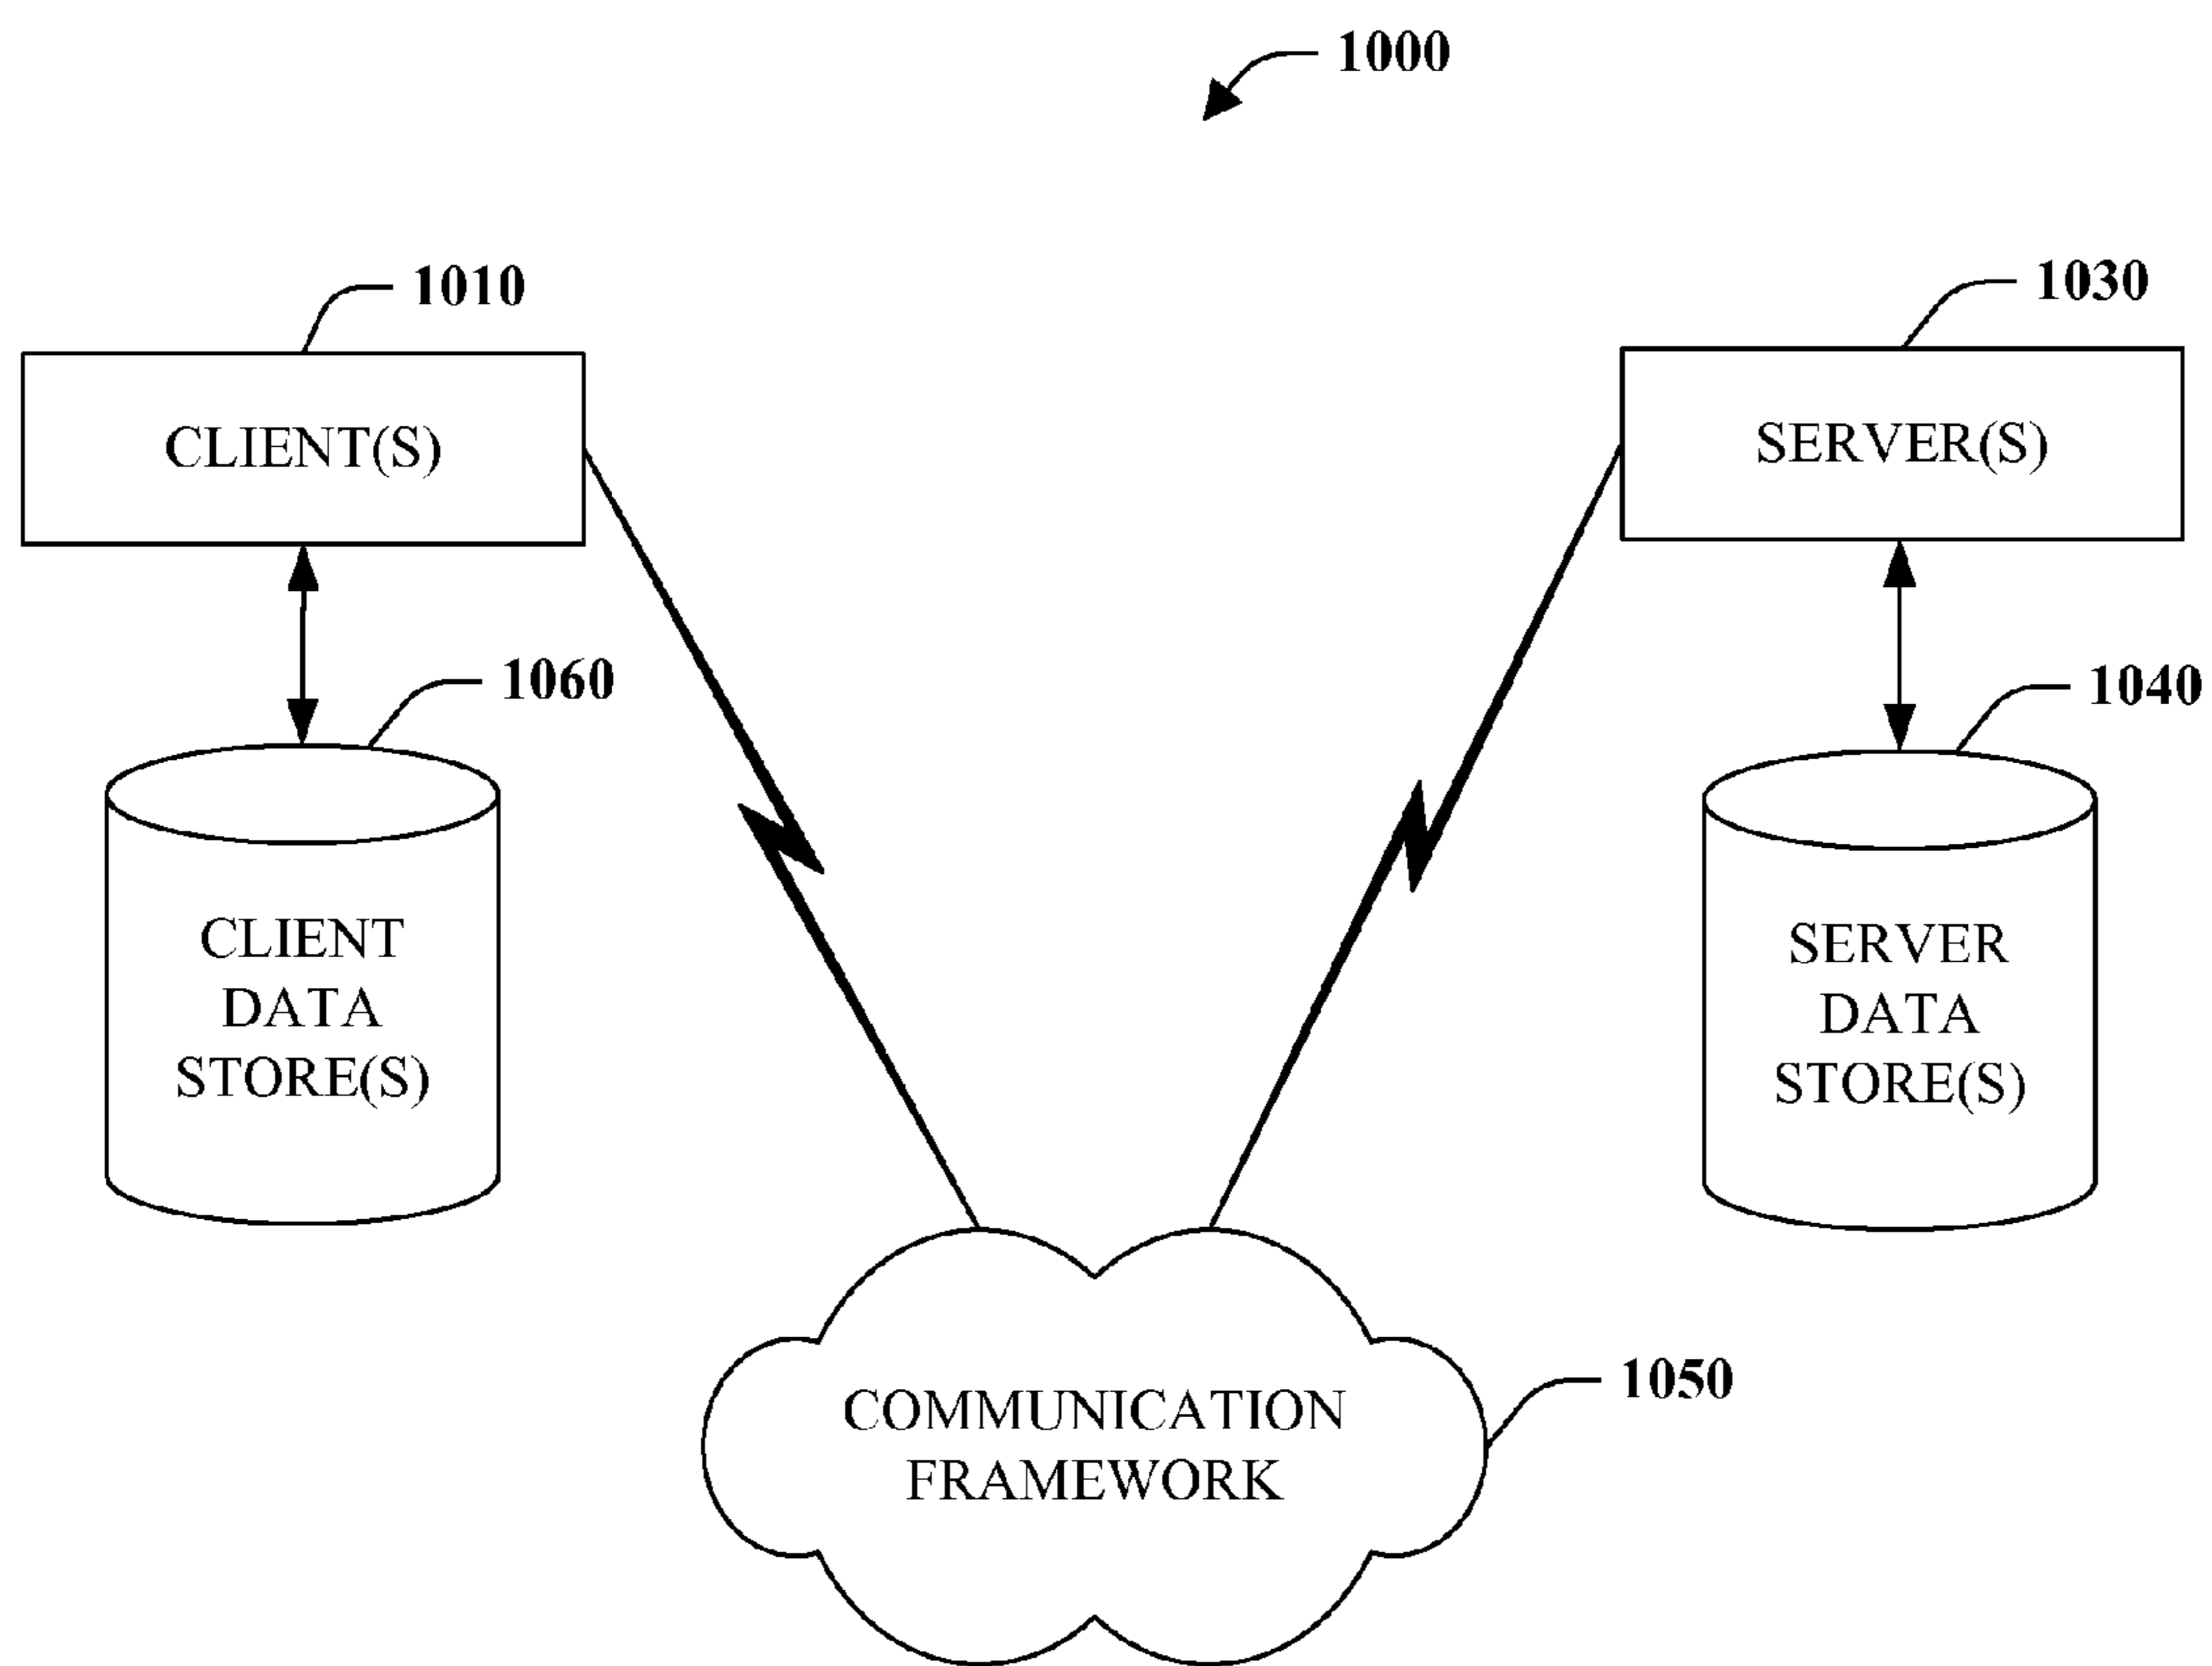 1000
1010
1030
CLIENT(S)
SERVER(S)
1060
1040
CLIENT
DATA
STORE(S)
SERVER
DATA
STORE(S)
1050
COMMUNICATION
FRAMEWORK